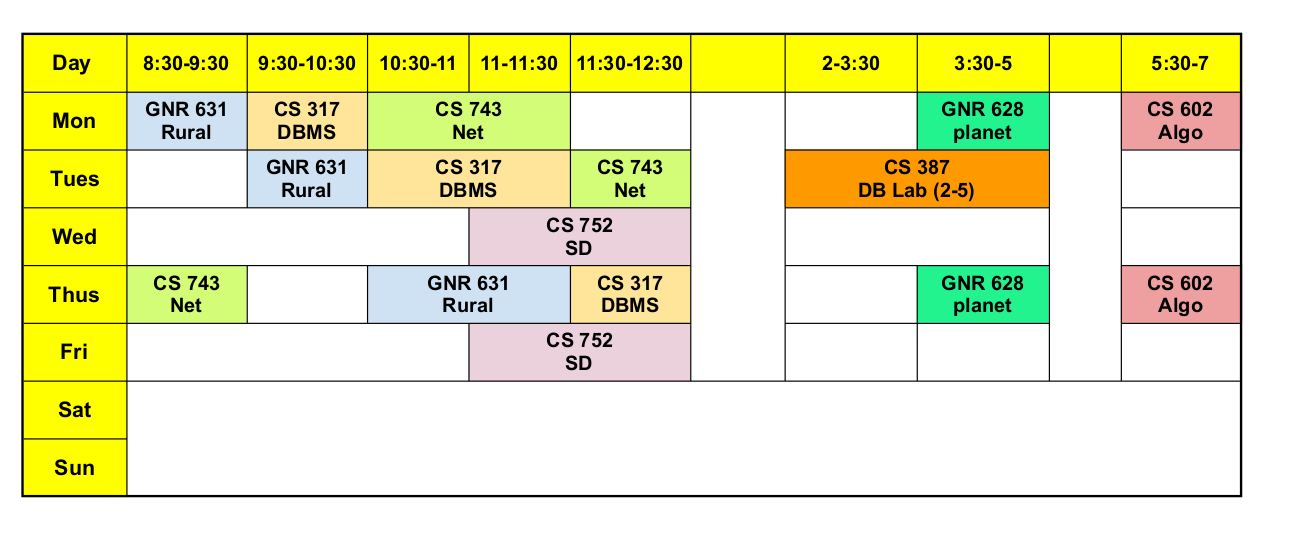 Day 8:30-9:30 9:30-10:30 10:30-11 11-11:30 11:30-12:30 2-3:30 3:30-5 5:30-7
Mon
GNR 631
Rural
CS 317
DBMS
CS 743
Net
GNR 628
planet
CS 602
Algo
Tues
GNR 631
Rural
CS 317
DBMS
CS 743
Net
CS 387
DB Lab (2-5)
Wed
CS 752
SD
Thus
CS 743
Net
GNR 631
Rural
CS 317
DBMS
GNR 628
planet
CS 602
Algo
Fri
CS 752
SD
Sat
Sun